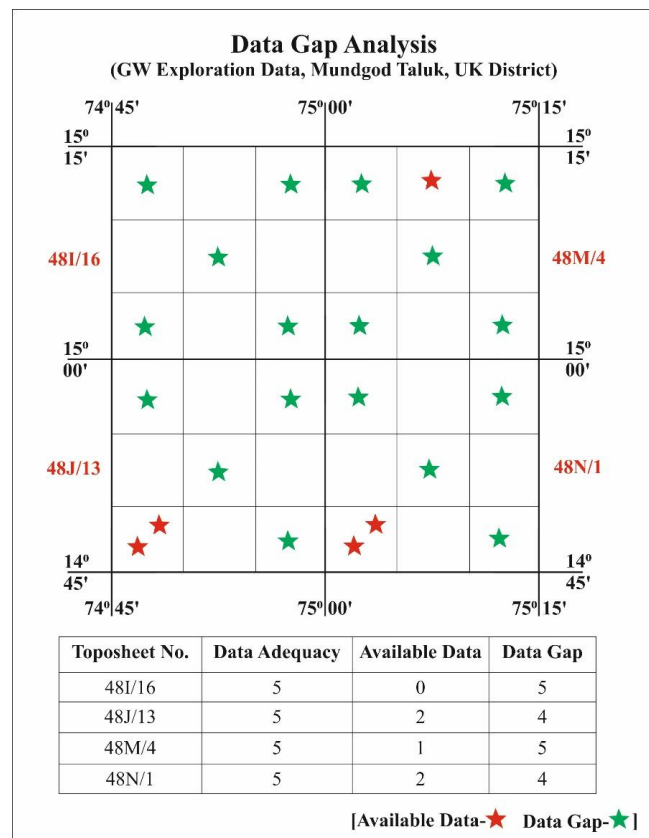 Data Gap Analysis
(GW Exploration Data, Mundgod Taluk, UK District)
74⁰45' 75⁰00' 75⁰15'
15⁰ 15⁰
15' 15'
48I/16 48M/4
15⁰ 15⁰
00' 00'
48J/13 48N/1
14⁰ 14⁰
45' 45'
74⁰45' 75⁰00' 75⁰15'
Toposheet No. Data Adequacy Available Data Data Gap
48I/16 5 0 5
48J/13 5 2 4
48M/4 5 1 5
48N/1 5 2 4
[Available Data-★ Data Gap-★]